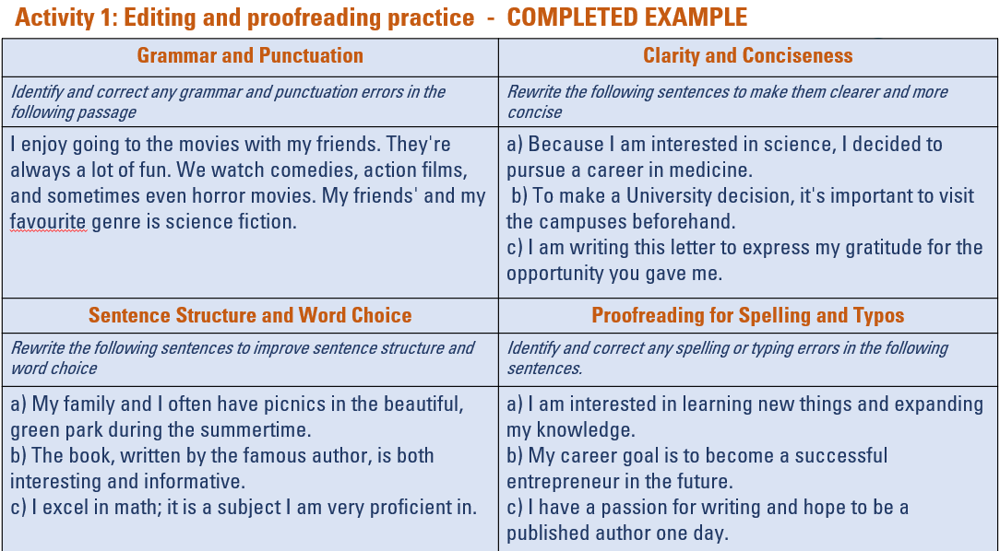 Activity 1: Editing and proofreading practice - COMPLETED EXAMPLE
Grammar and Punctuation
Identify and correct any grammar and punctuation errors in the
following passage
I enjoy going to the movies with my friends. They're
always a lot of fun. We watch comedies, action films,
and sometimes even horror movies. My friends' and my
favourite genre is science fiction.
Clarity and Conciseness
Rewrite the following sentences to make them clearer and more
concise
a) Because I am interested in science, I decided to
pursue a career in medicine.
b) To make a University decision, it's important to visit
the campuses beforehand.
c) I am writing this letter to express my gratitude for the
opportunity you gave me.
Sentence Structure and Word Choice
Rewrite the following sentences to improve sentence structure and
word choice
a) My family and I often have picnics in the beautiful,
green park during the summertime.
b) The book, written by the famous author, is both
interesting and informative.
c) I excel in math; it is a subject I am very proficient in.
Proofreading for Spelling and Typos
Identify and correct any spelling or typing errors in the following
sentences.
a) I am interested in learning new things and expanding
my knowledge.
b) My career goal is to become a successful
entrepreneur in the future.
c) I have a passion for writing and hope to be a
published author one day.